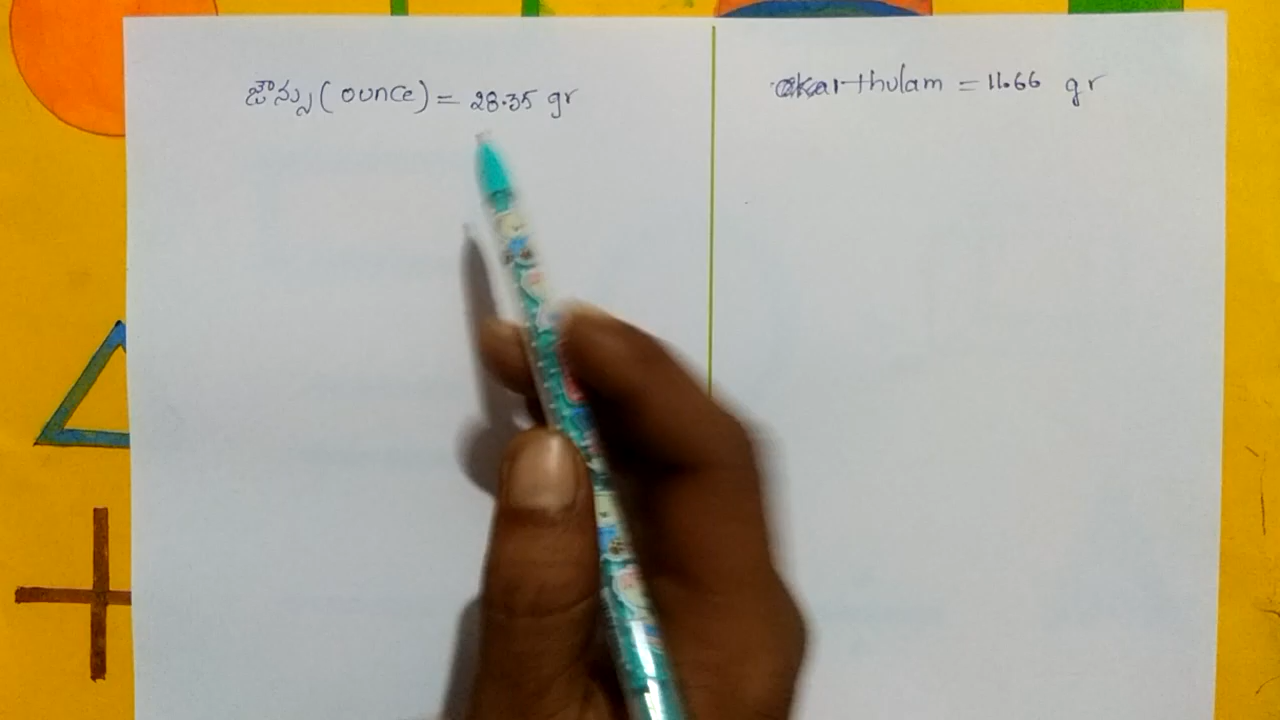 ఔన్సు ( ounce ) = 28.35 gr
thulam = 11.66 gr